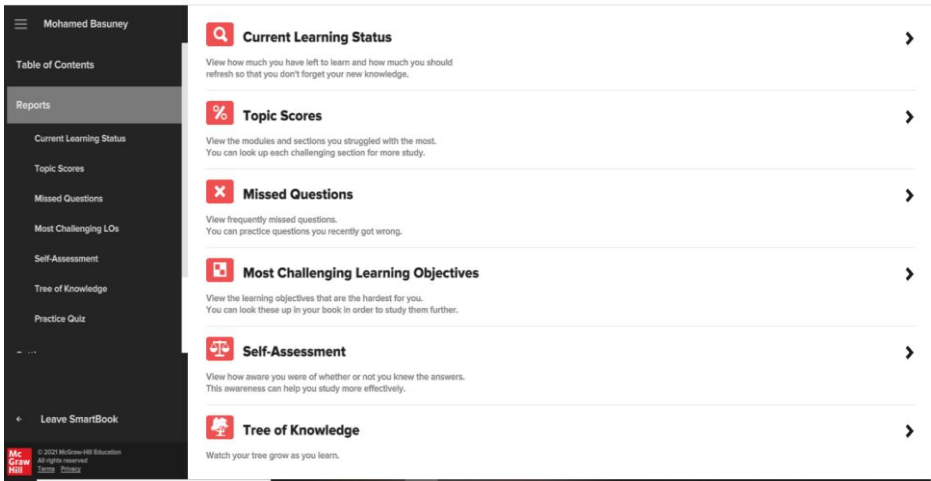 Mohamed Basuney
Table of Contents
Reports
Current Learning Status
Topic Scores
Missed Questions
Most Challenging LOs
Self-Assessment
Tree of Knowledge
Practice Quiz
Leave SmartBook
Mc
Graw
Hill
© 2021 McGraw-Hill Education
All rights reserved
Terms Privacy
Current Learning Status
View how much you have left to learn and how much you should
refresh so that you don't forget your new knowledge.
%
Topic Scores
View the modules and sections you struggled with the most.
You can look up each challenging section for more study.
Missed Questions
View frequently missed questions.
You can practice questions you recently got wrong.
Most Challenging Learning Objectives
View the learning objectives that are the hardest for you.
You can look these up in your book in order to study them further.
Self-Assessment
View how aware you were of whether or not you knew the answers.
This awareness can help you study more effectively.
Tree of Knowledge
Watch your tree grow as you learn.